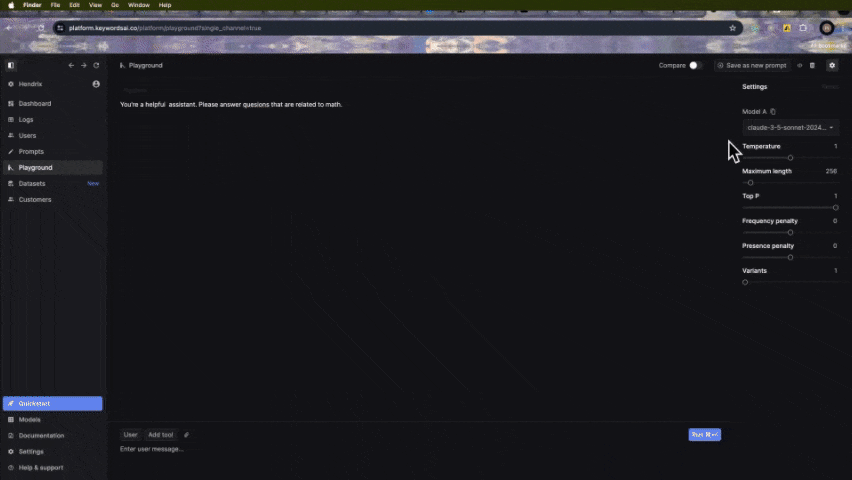 Finder File Edit View Go Window Help
platform.keywordsai.co/platform/playground?single_channel=true
All Bookmarks
Playground
Compare
Save as new prompt
Hendrix
Settings
Reset
System
You're a helpful assistant. Please answer quesions that are related to math.
Dashboard
Logs
Users
Prompts
Playground
Datasets New
Customers
Model A
claude-3-5-sonnet-2024...
Temperature 1
Maximum length 256
Top P 1
Frequency penalty 0
Presence penalty 0
Variants 1
Quickstart
Models
Documentation
Settings
Help & support
User Add tool
Run
Enter user message...